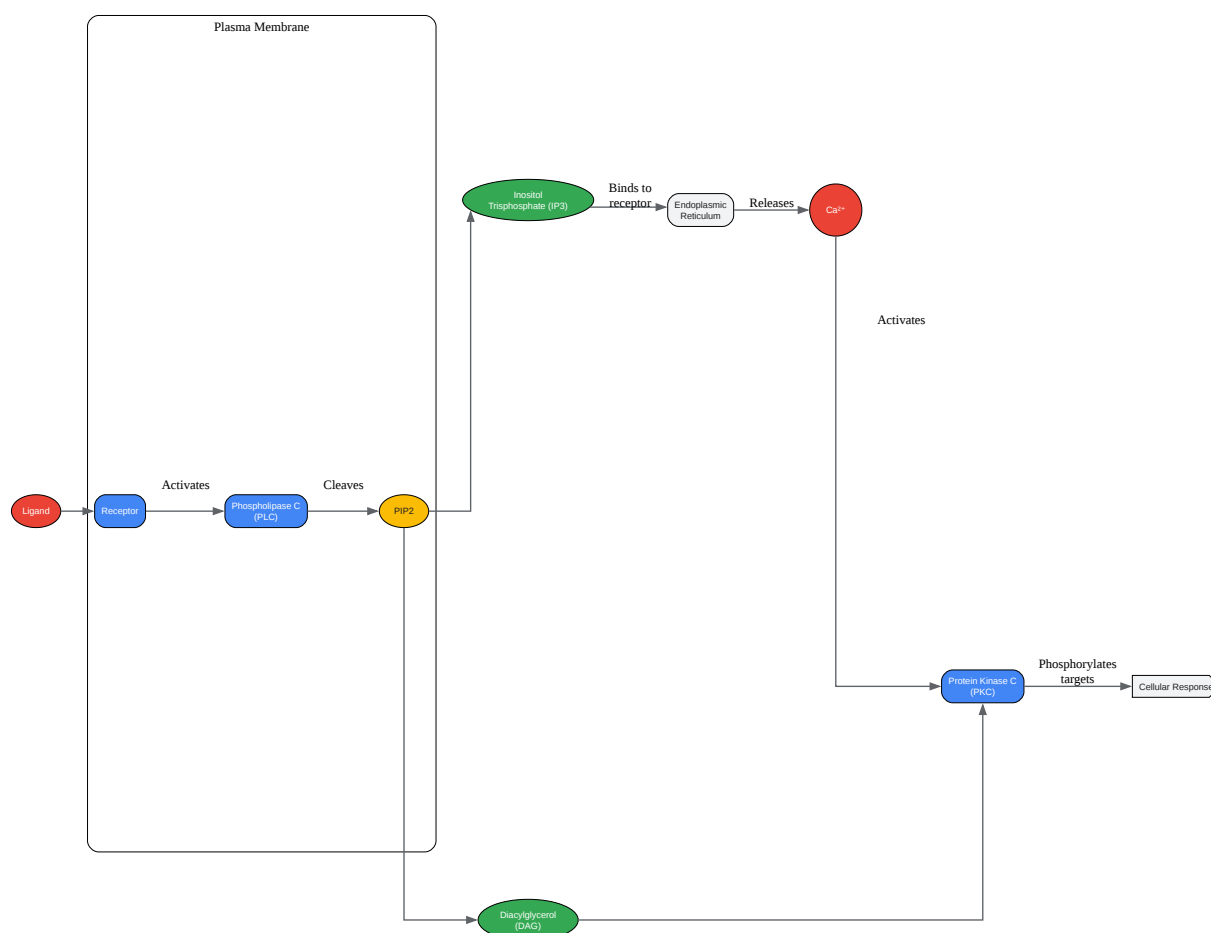 Plasma Membrane
Inositol
Trisphosphate (IP3)
Binds to
receptor
Endoplasmic
Reticulum
Releases
Ca²⁺
Activates
Ligand
Receptor
Activates
Phospholipase C
(PLC)
Cleaves
PIP2
Protein Kinase C
(PKC)
Phosphorylates
targets
Cellular Response
Diacylglycerol
(DAG)